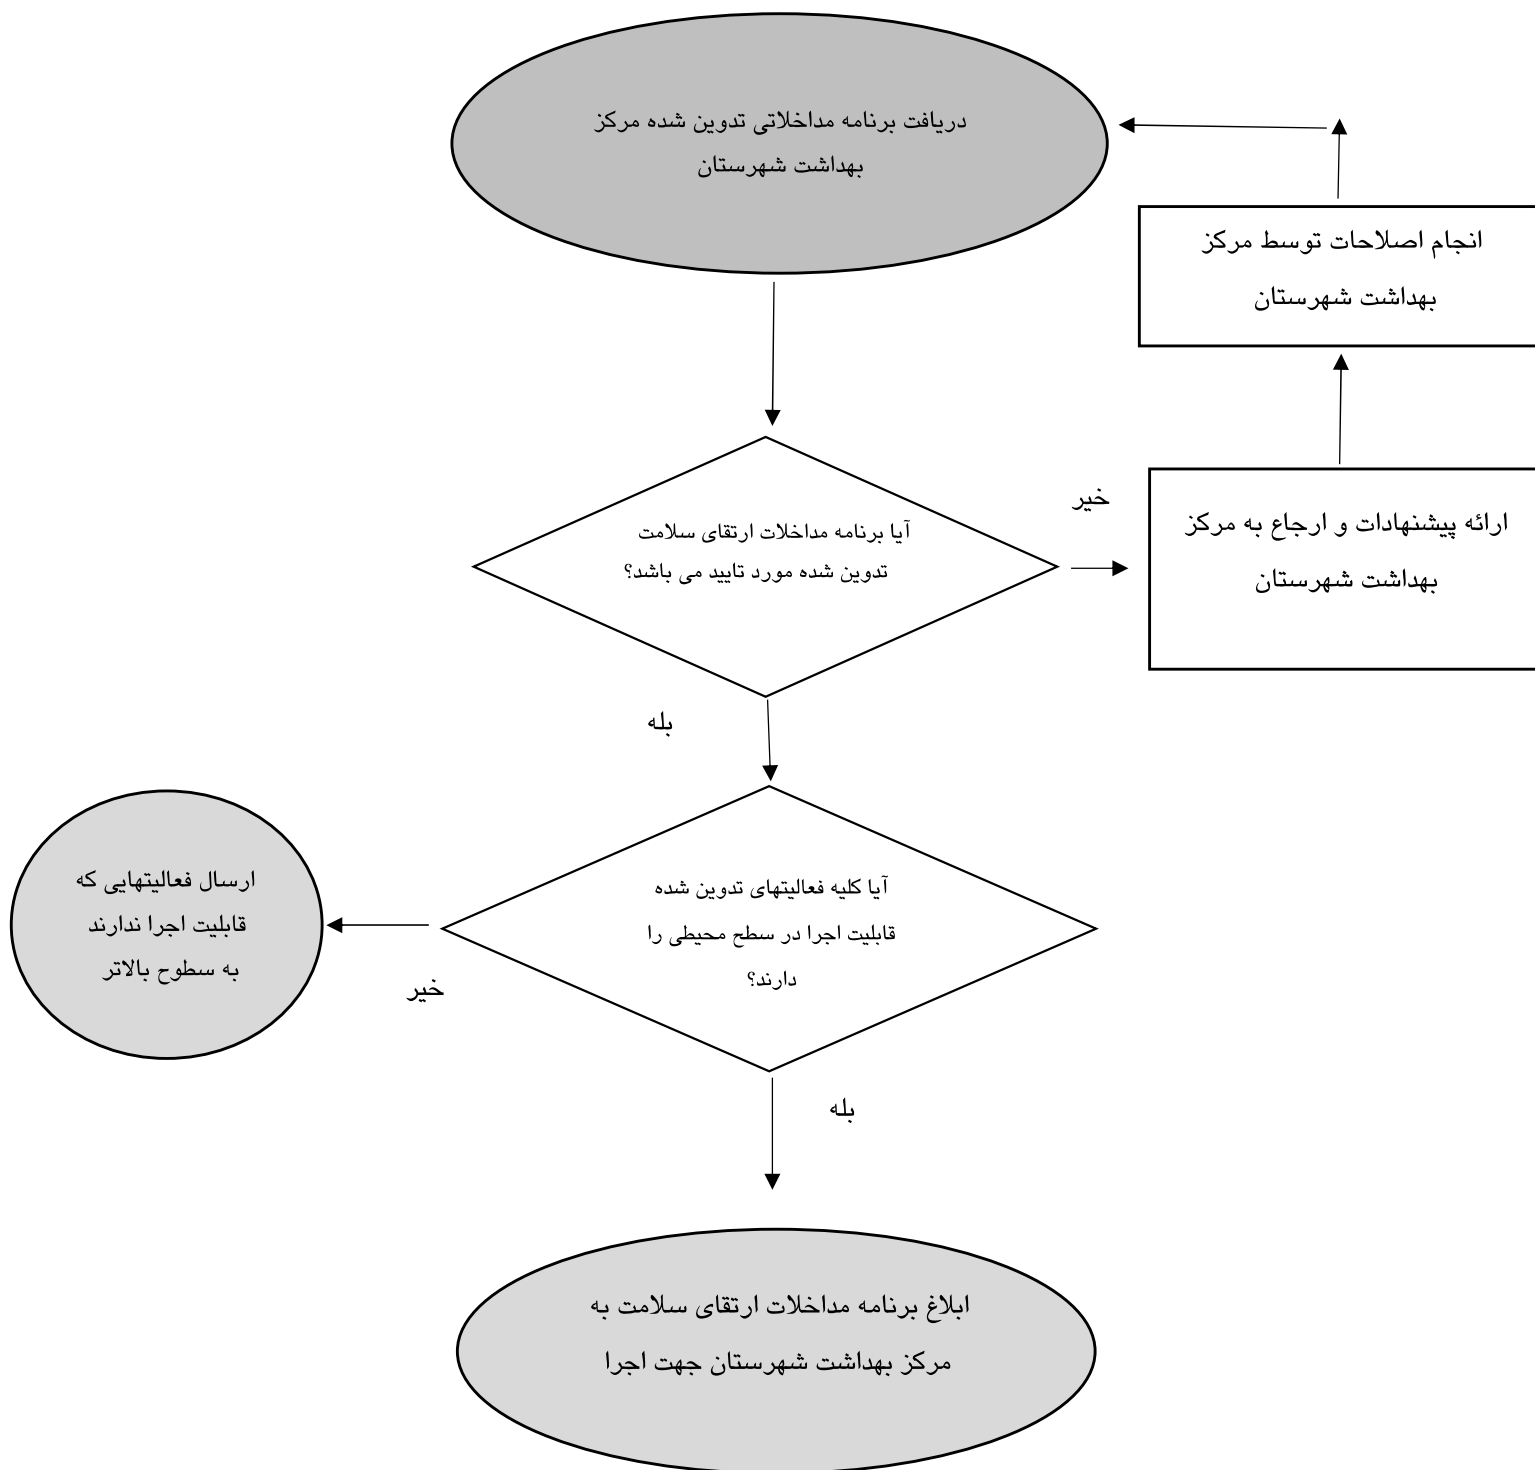 دریافت برنامه مداخلاتی تدوین شده مرکز
بهداشت شهرستان
انجام اصلاحات توسط مرکز
بهداشت شهرستان
خیر
ارائه پیشنهادات و ارجاع به مرکز
بهداشت شهرستان
آیا برنامه مداخلات ارتقای سلامت
تدوین شده مورد تایید می باشد؟
بله
آیا کلیه فعالیتهای تدوین شده
قابلیت اجرا در سطح محیطی را
دارند؟
ارسال فعالیتهایی که
قابلیت اجرا ندارند
به سطوح بالاتر
خیر
بله
ابلاغ برنامه مداخلات ارتقای سلامت به
مرکز بهداشت شهرستان جهت اجرا